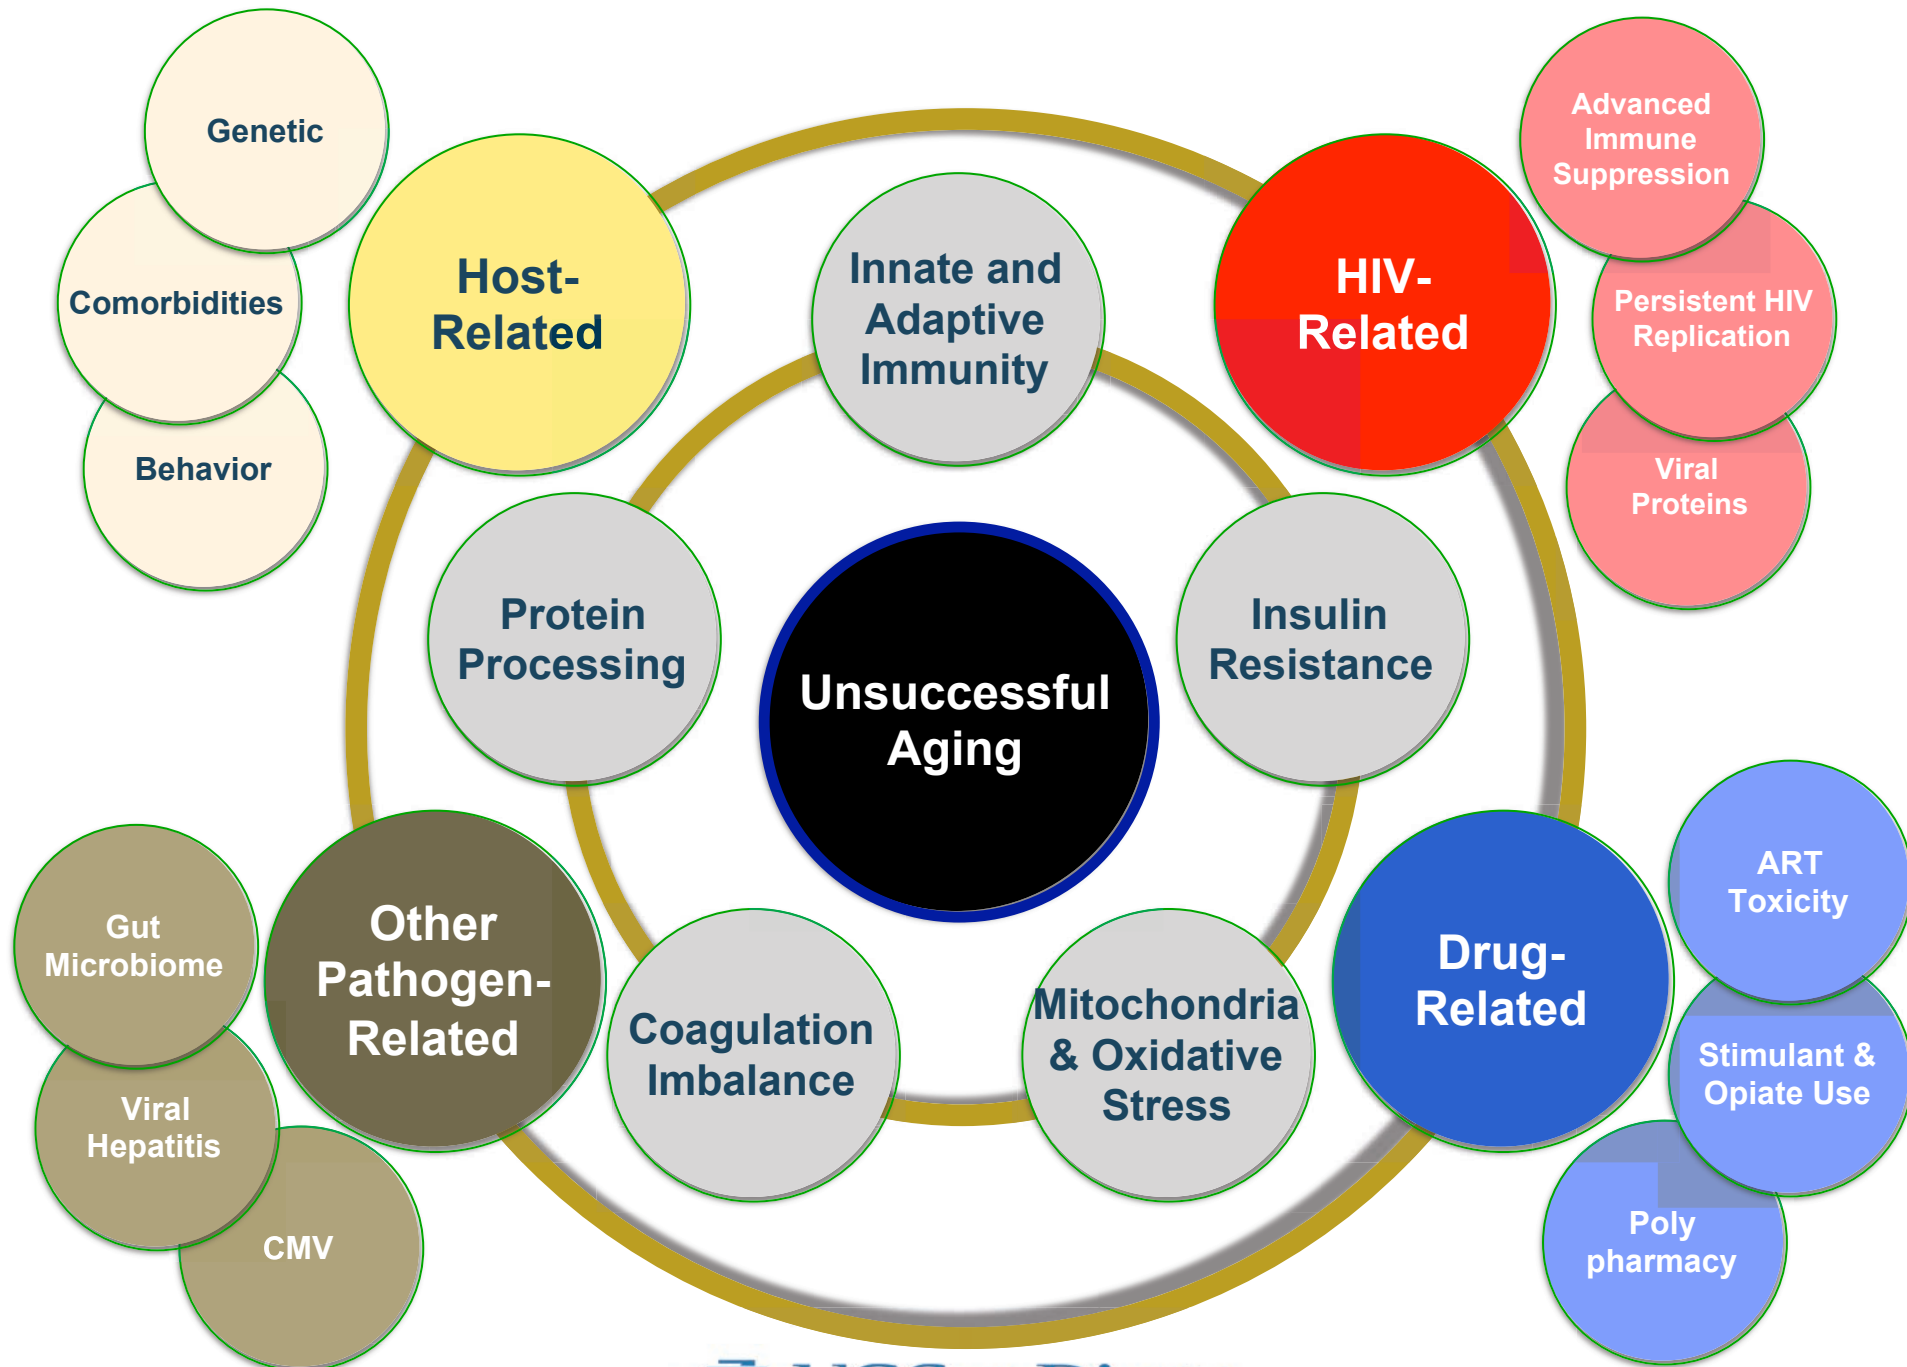 Genetic
Comorbidities
Behavior
Host-
Related
Innate and
Adaptive
Immunity
HIV-
Related
Advanced
Immune
Suppression
Persistent HIV
Replication
Viral
Proteins
Protein
Processing
Unsuccessful
Aging
Insulin
Resistance
Gut
Microbiome
Viral
Hepatitis
CMV
Other
Pathogen-
Related
Coagulation
Imbalance
Mitochondria
& Oxidative
Stress
Drug-
Related
ART
Toxicity
Stimulant &
Opiate Use
Poly
pharmacy